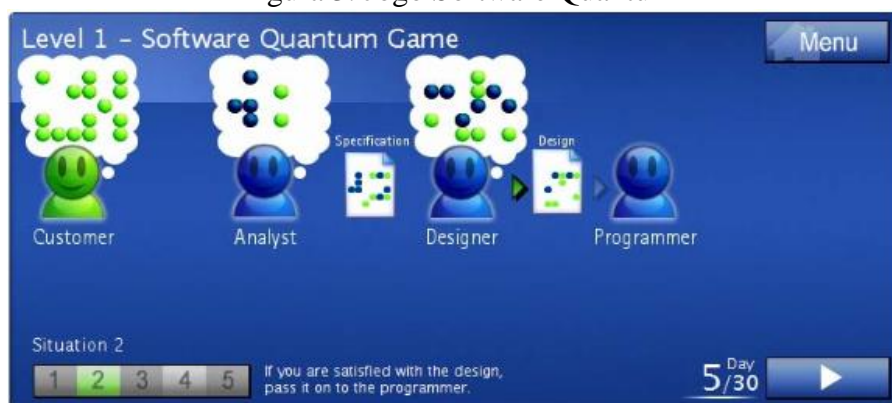 Level 1 – Software Quantum Game
Menu
Specification
Design
Customer
Analyst
Designer
Programmer
Situation 2
1 2 3 4 5
If you are satisfied with the design,
pass it on to the programmer.
Day
5/30